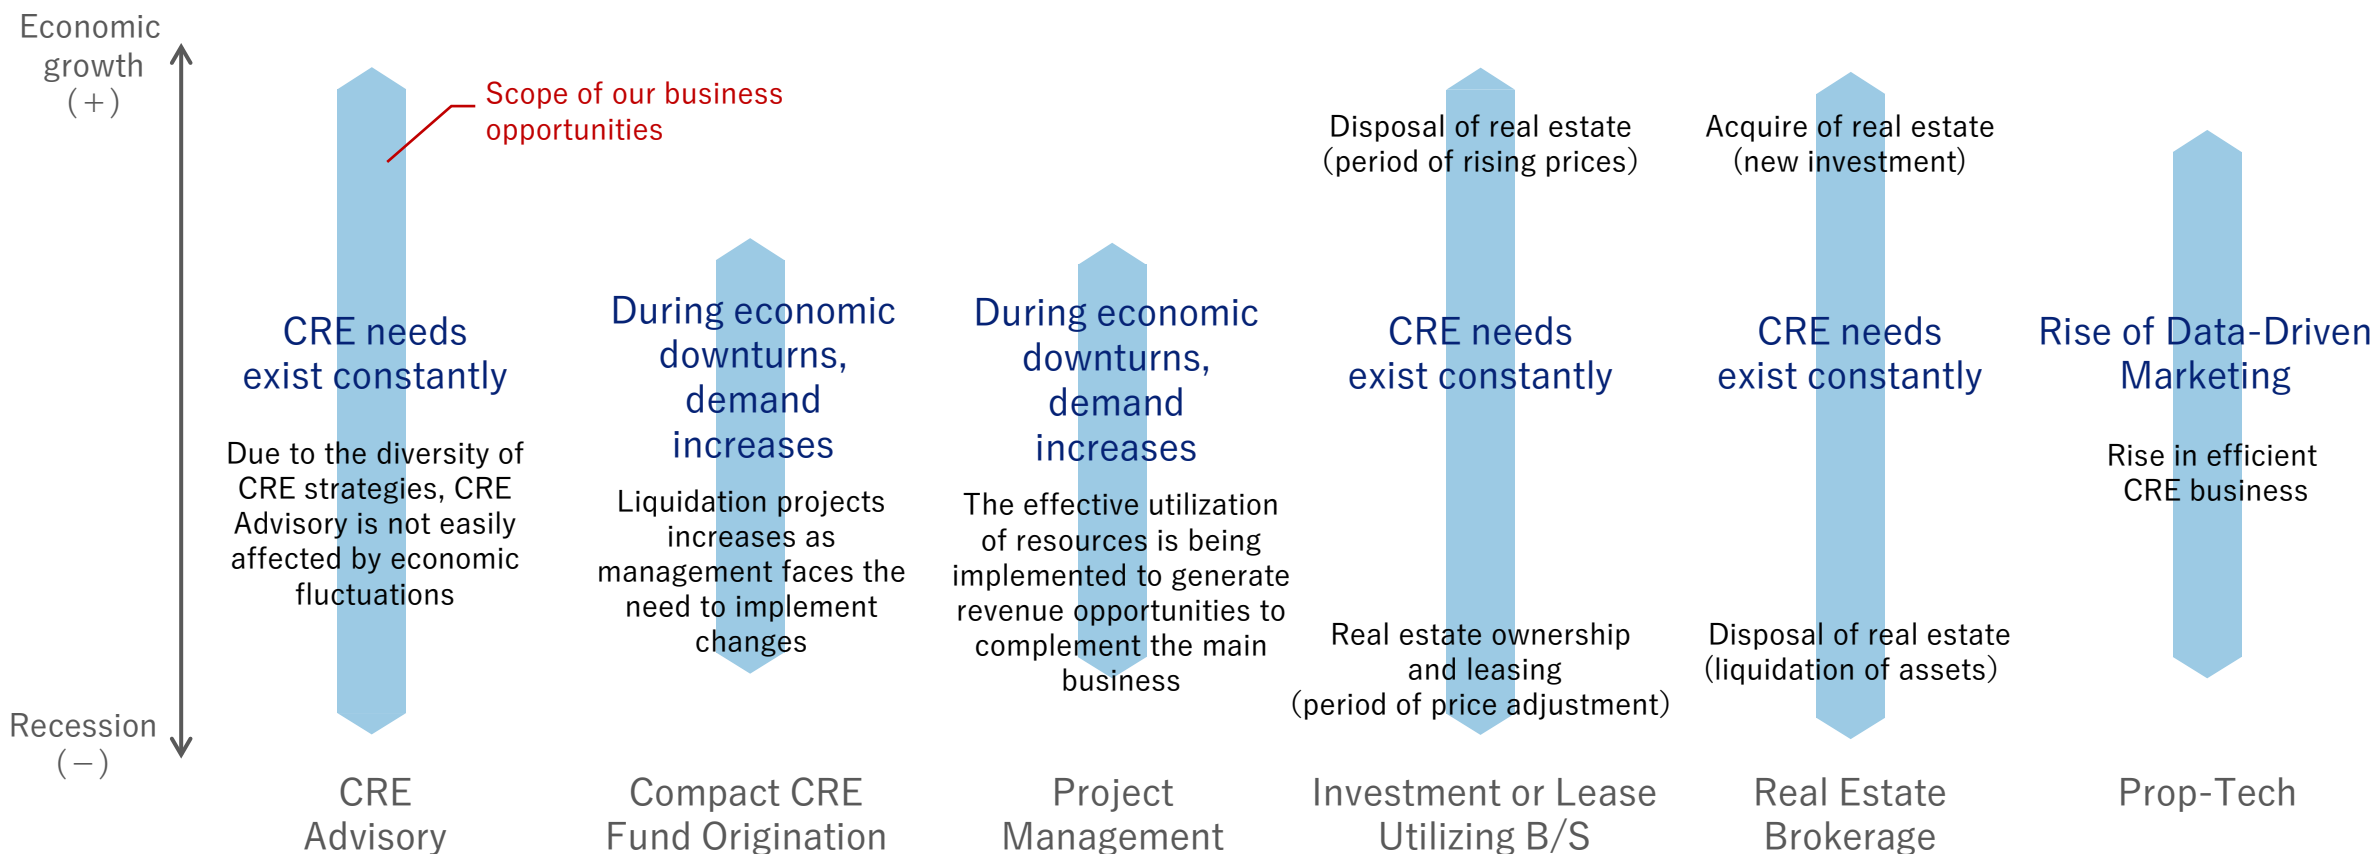 Economic
growth
(+)
Recession
(−)
Scope of our business
opportunities
CRE needs
exist constantly
Due to the diversity of
CRE strategies, CRE
Advisory is not easily
affected by economic
fluctuations
CRE
Advisory
During economic
downturns,
demand
increases
Liquidation projects
increases as
management faces the
need to implement
changes
Compact CRE
Fund Origination
During economic
downturns,
demand
increases
The effective utilization
of resources is being
implemented to generate
revenue opportunities to
complement the main
business
Project
Management
Disposal of real estate
(period of rising prices)
CRE needs
exist constantly
Real estate ownership
and leasing
(period of price adjustment)
Investment or Lease
Utilizing B/S
Acquire of real estate
(new investment)
CRE needs
exist constantly
Disposal of real estate
(liquidation of assets)
Real Estate
Brokerage
Rise of Data-Driven
Marketing
Rise in efficient
CRE business
Prop-Tech